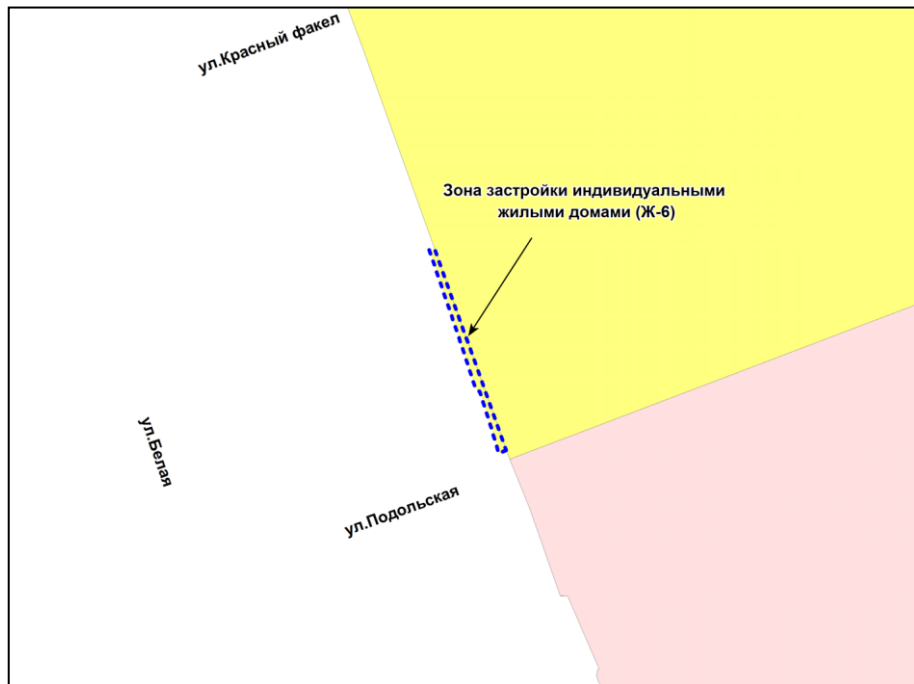 ул.Красный факел
Зона застройки индивидуальными
жилыми домами (Ж-6)
ул.Белая
ул.Подольская